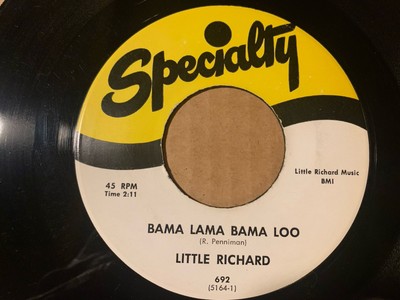 Specialty
Little Richard Music
BMI
45 RPM
Time 2:11
BAMA LAMA BAMA LOO
(R. Penniman)
LITTLE RICHARD
692
(5164-1)